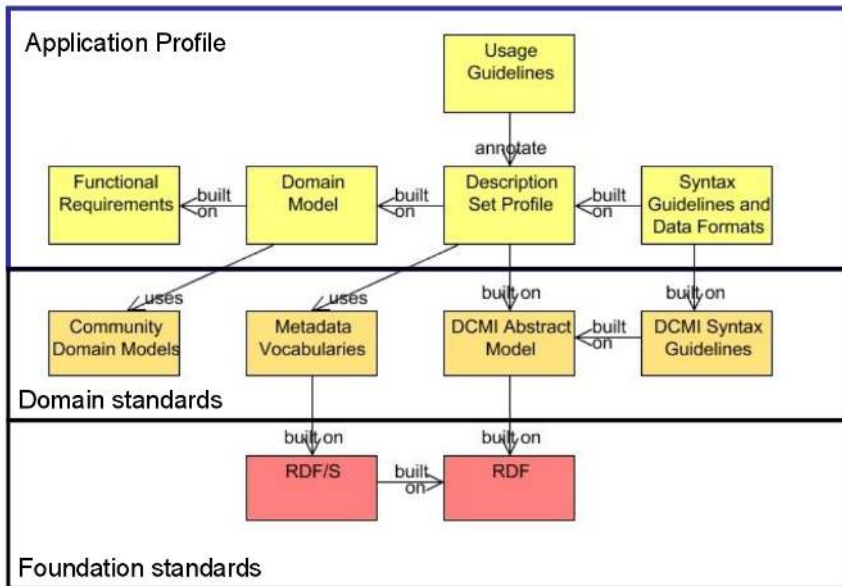 Application Profile
Usage
Guidelines
annotate
Functional
Requirements
built
on
Domain
Model
built
on
Description
Set Profile
built
on
Syntax
Guidelines and
Data Formats
uses
uses
built on
built on
Community
Domain Models
Metadata
Vocabularies
DCMI Abstract
Model
built
on
DCMI Syntax
Guidelines
Domain standards
built on
built on
RDF/S
built
on
RDF
Foundation standards